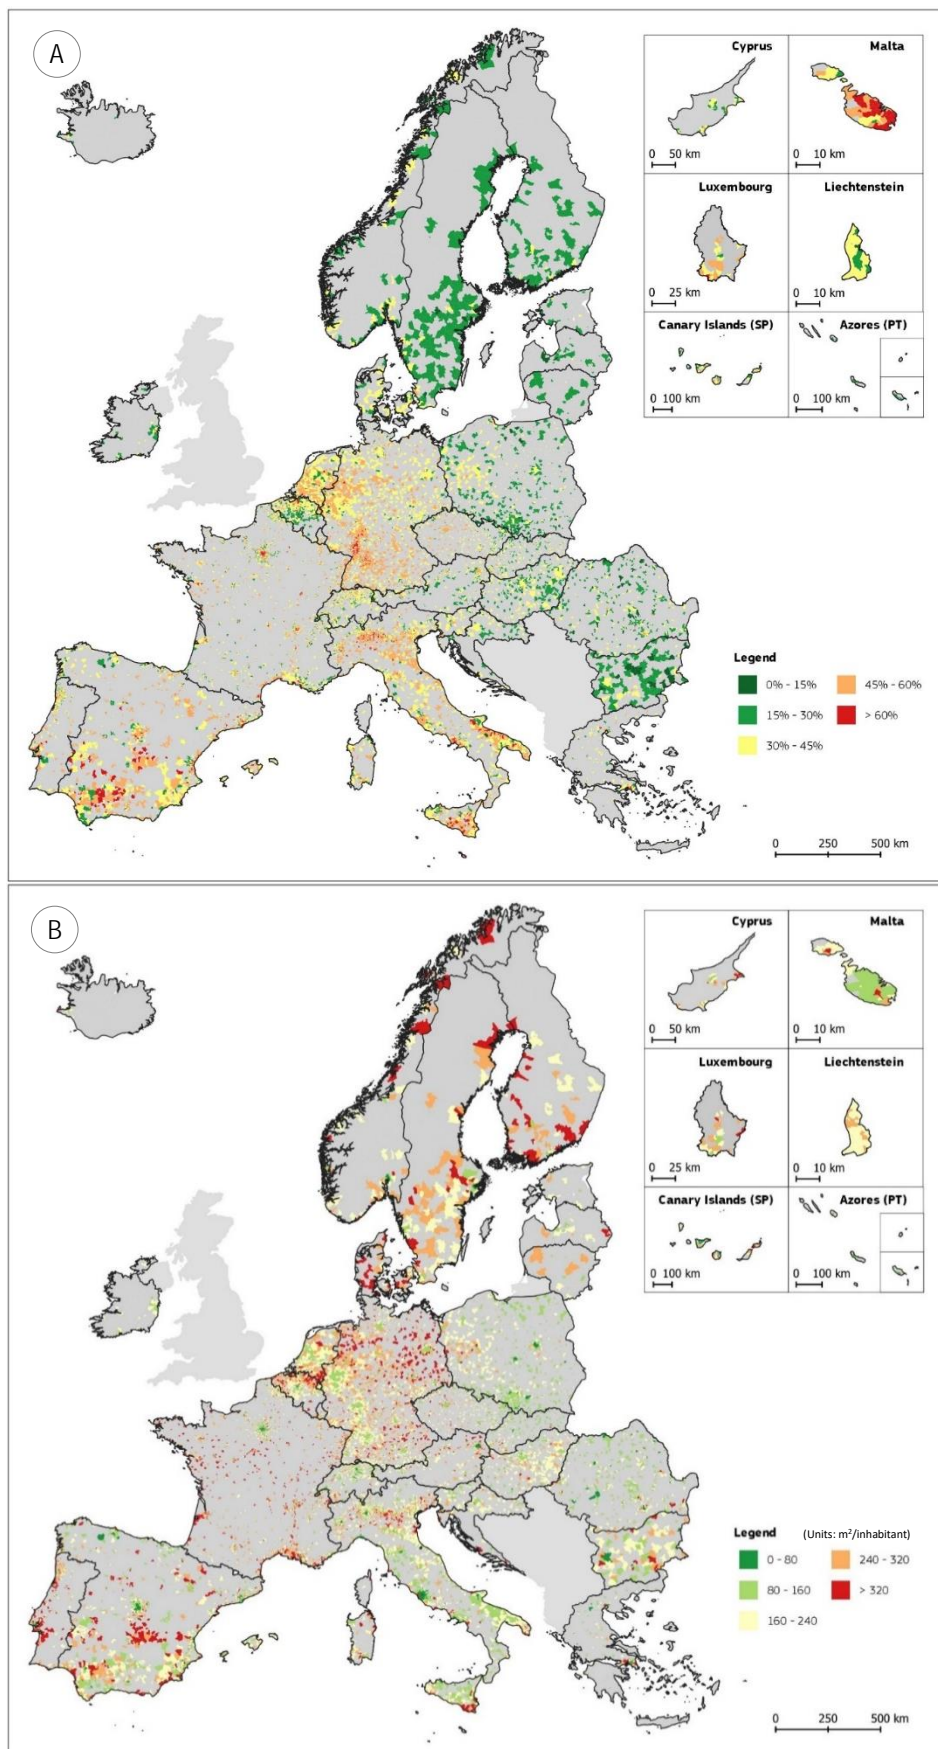 A
Cyprus
Malta
0 50 km
0 10 km
Luxembourg
Liechtenstein
0 25 km
0 10 km
Canary Islands (SP)
Azores (PT)
0 100 km
0 100 km
Legend
0% - 15%
45% - 60%
15% - 30%
> 60%
30% - 45%
0 250 500 km
B
Cyprus
Malta
0 50 km
0 10 km
Luxembourg
Liechtenstein
0 25 km
0 10 km
Canary Islands (SP)
Azores (PT)
0 100 km
0 100 km
Legend (Units: m²/inhabitant)
0 - 80
240 - 320
80 - 160
> 320
160 - 240
0 250 500 km